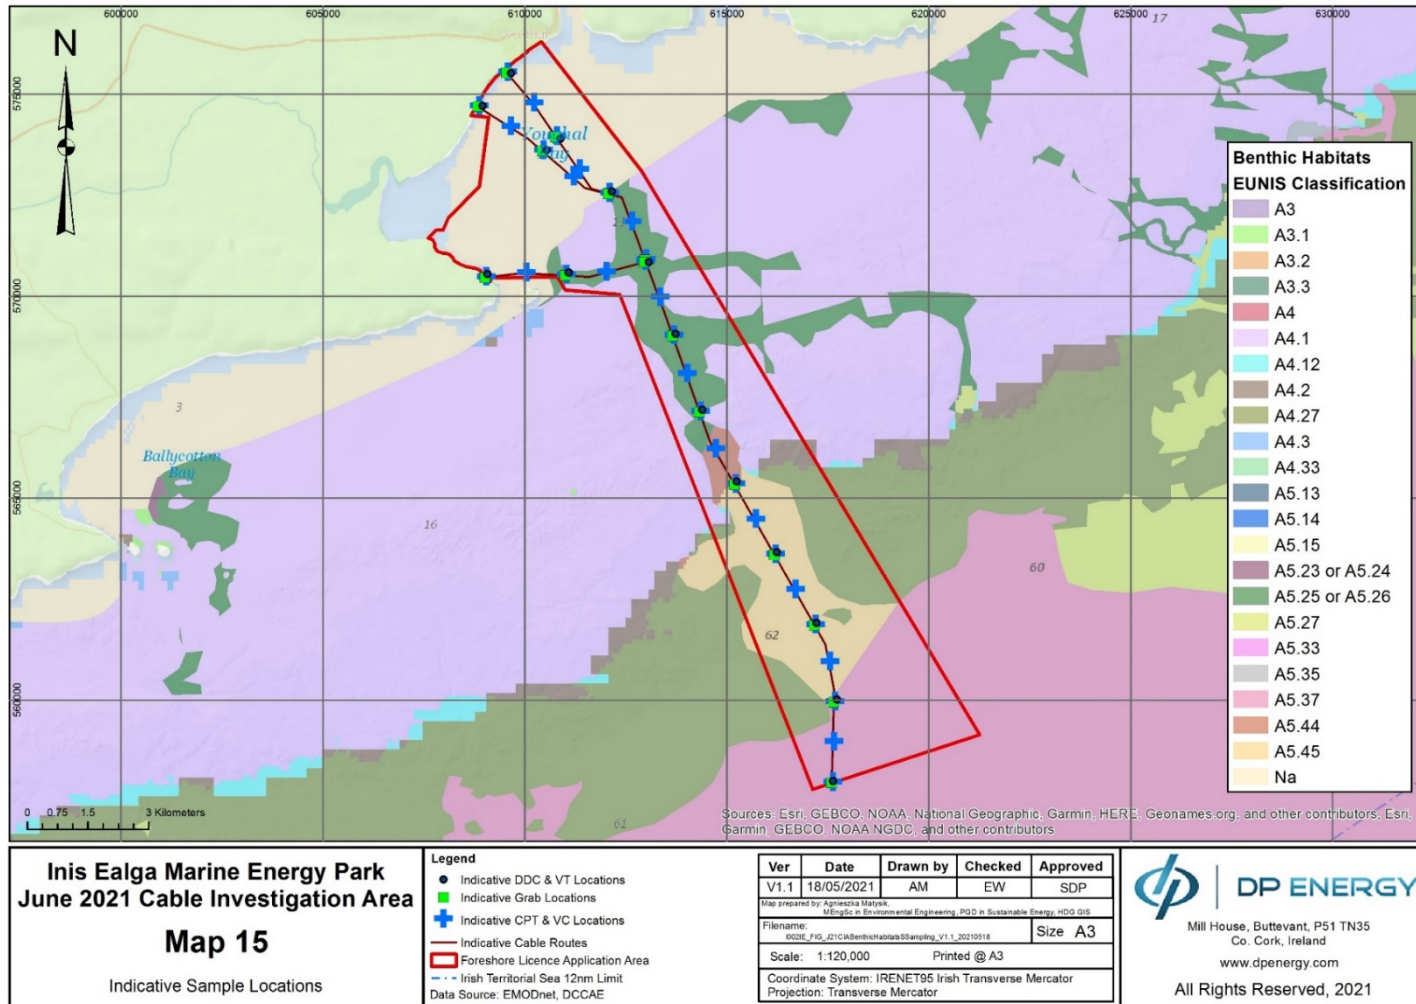 600000
605000
610000
615000
620000
625000
630000
17
N
575000
Youghal
Bay
570000
3
Ballycotton
Bay
565000
16
60
62
560000
61
0 0.75 1.5 3 Kilometers
Benthic Habitats
EUNIS Classification
A3
A3.1
A3.2
A3.3
A4
A4.1
A4.12
A4.2
A4.27
A4.3
A4.33
A5.13
A5.14
A5.15
A5.23 or A5.24
A5.25 or A5.26
A5.27
A5.33
A5.35
A5.37
A5.44
A5.45
Na
Sources: Esri, GEBCO, NOAA, National Geographic, Garmin, HERE, Geonames.org, and other contributors, Esri,
Garmin, GEBCO, NOAA NGDC, and other contributors
Inis Ealga Marine Energy Park
June 2021 Cable Investigation Area
Map 15
Indicative Sample Locations
Legend
Indicative DDC & VT Locations
Indicative Grab Locations
Indicative CPT & VC Locations
Indicative Cable Routes
Foreshore Licence Application Area
Irish Territorial Sea 12nm Limit
Data Source: EMODnet, DCCAE
Ver Date Drawn by Checked Approved
V1.1 18/05/2021 AM EW SDP
Map prepared by: Agnieszka Matysik,
MEngSc in Environmental Engineering, PGD in Sustainable Energy, HDG GIS
Filename:
Size A3
Scale: 1:120,000 Printed @ A3
Coordinate System: IRENET95 Irish Transverse Mercator
Projection: Transverse Mercator
DP ENERGY
Mill House, Buttevant, P51 TN35
Co. Cork, Ireland
www.dpenergy.com
All Rights Reserved, 2021